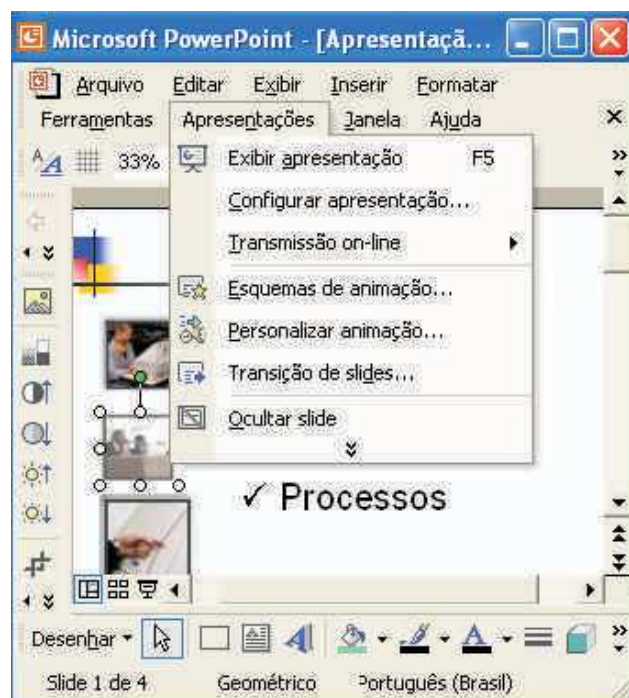 Microsoft PowerPoint - [Apresentaçã...
Arquivo Editar Exibir Inserir Formatar
Ferramentas Apresentações Janela Ajuda
33%
Exibir apresentação F5
Configurar apresentação...
Transmissão on-line
Esquemas de animação...
Personalizar animação...
Transição de slides...
Ocultar slide
✓ Processos
Desenhar
Slide 1 de 4 Geométrico Português (Brasil)